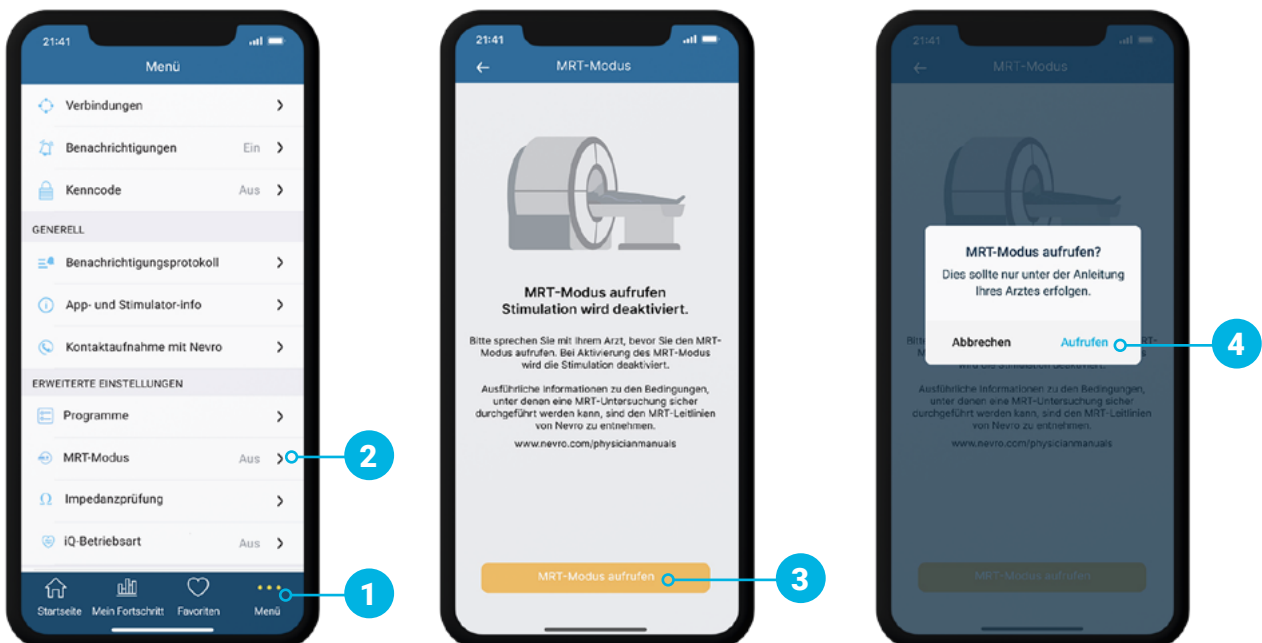 21:41
Menü
Verbindungen
Benachrichtigungen Ein
Kenncode Aus
GENERELL
Benachrichtigungsprotokoll
App- und Stimulator-Info
Kontaktaufnahme mit Nevro
ERWEITERTE EINSTELLUNGEN
Programme
MRT-Modus Aus
2
Impedanzprüfung
iQ-Betriebsart Aus
Startseite Mein Fortschritt Favoriten Menü
1
21:41
MRT-Modus
MRT-Modus aufrufen
Stimulation wird deaktiviert.
Bitte sprechen Sie mit Ihrem Arzt, bevor Sie den MRT-
Modus aufrufen. Bei Aktivierung des MRT-Modus
wird die Stimulation deaktiviert.
Ausführliche Informationen zu den Bedingungen,
unter denen eine MRT-Untersuchung sicher
durchgeführt werden kann, sind den MRT-Leitlinien
von Nevro zu entnehmen.
www.nevro.com/physicianmanuals
MRT-Modus aufrufen
3
21:41
MRT-Modus
MRT-Modus aufrufen?
Dies sollte nur unter der Anleitung
Ihres Arztes erfolgen.
Abbrechen Aufrufen
4
wird die Stimulation deaktiviert.
Ausführliche Informationen zu den Bedingungen,
unter denen eine MRT-Untersuchung sicher
durchgeführt werden kann, sind den MRT-Leitlinien
von Nevro zu entnehmen.
www.nevro.com/physicianmanuals
MRT-Modus aufrufen